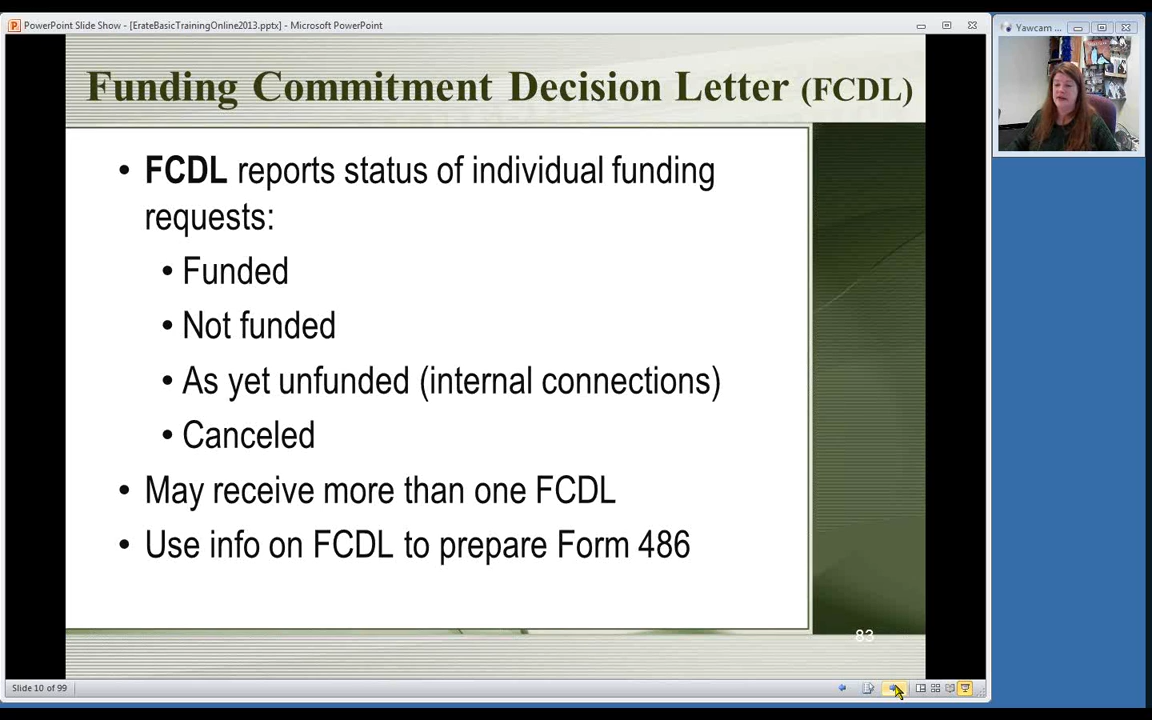 PowerPoint Slide Show - [ErateBasicTrainingOnline2013.pptx] - Microsoft PowerPoint
Yawcam ...
Funding Commitment Decision Letter (FCDL)
• FCDL reports status of individual funding
requests:
• Funded
• Not funded
• As yet unfunded (internal connections)
• Canceled
• May receive more than one FCDL
• Use info on FCDL to prepare Form 486
83
Slide 10 of 99